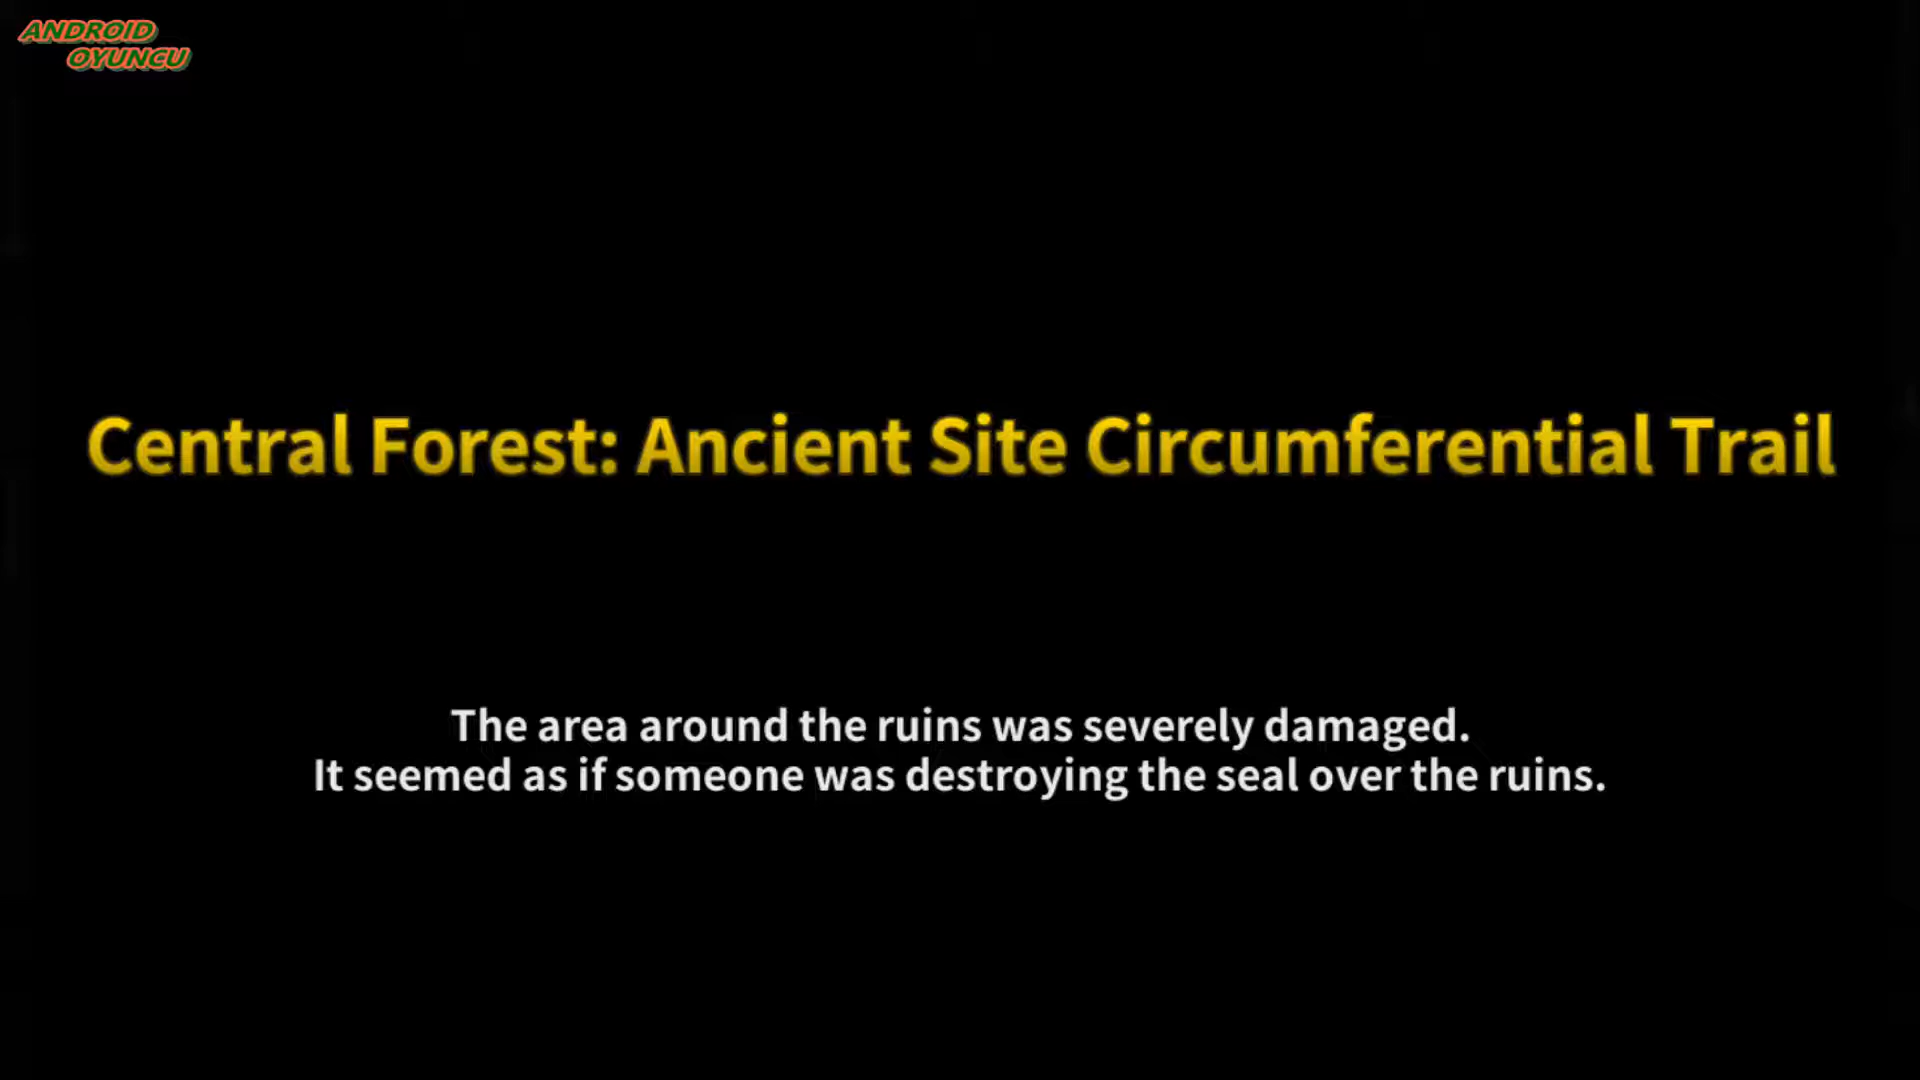 ANDROID
OYUNCU
Central Forest: Ancient Site Circumferential Trail
The area around the ruins was severely damaged.
It seemed as if someone was destroying the seal over the ruins.